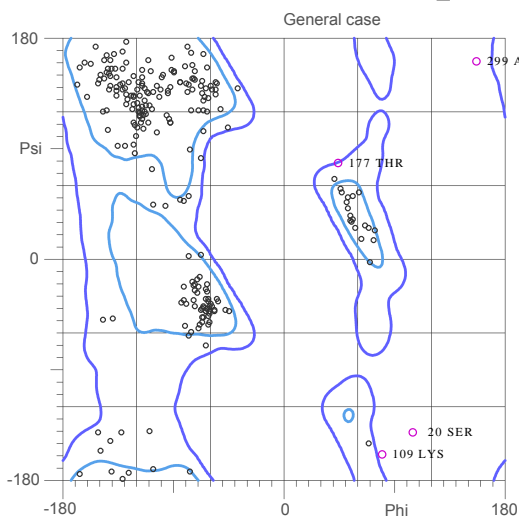 General case
180
299 A
Psi
177 THR
0
20 SER
109 LYS
-180
-180 0 Phi 180